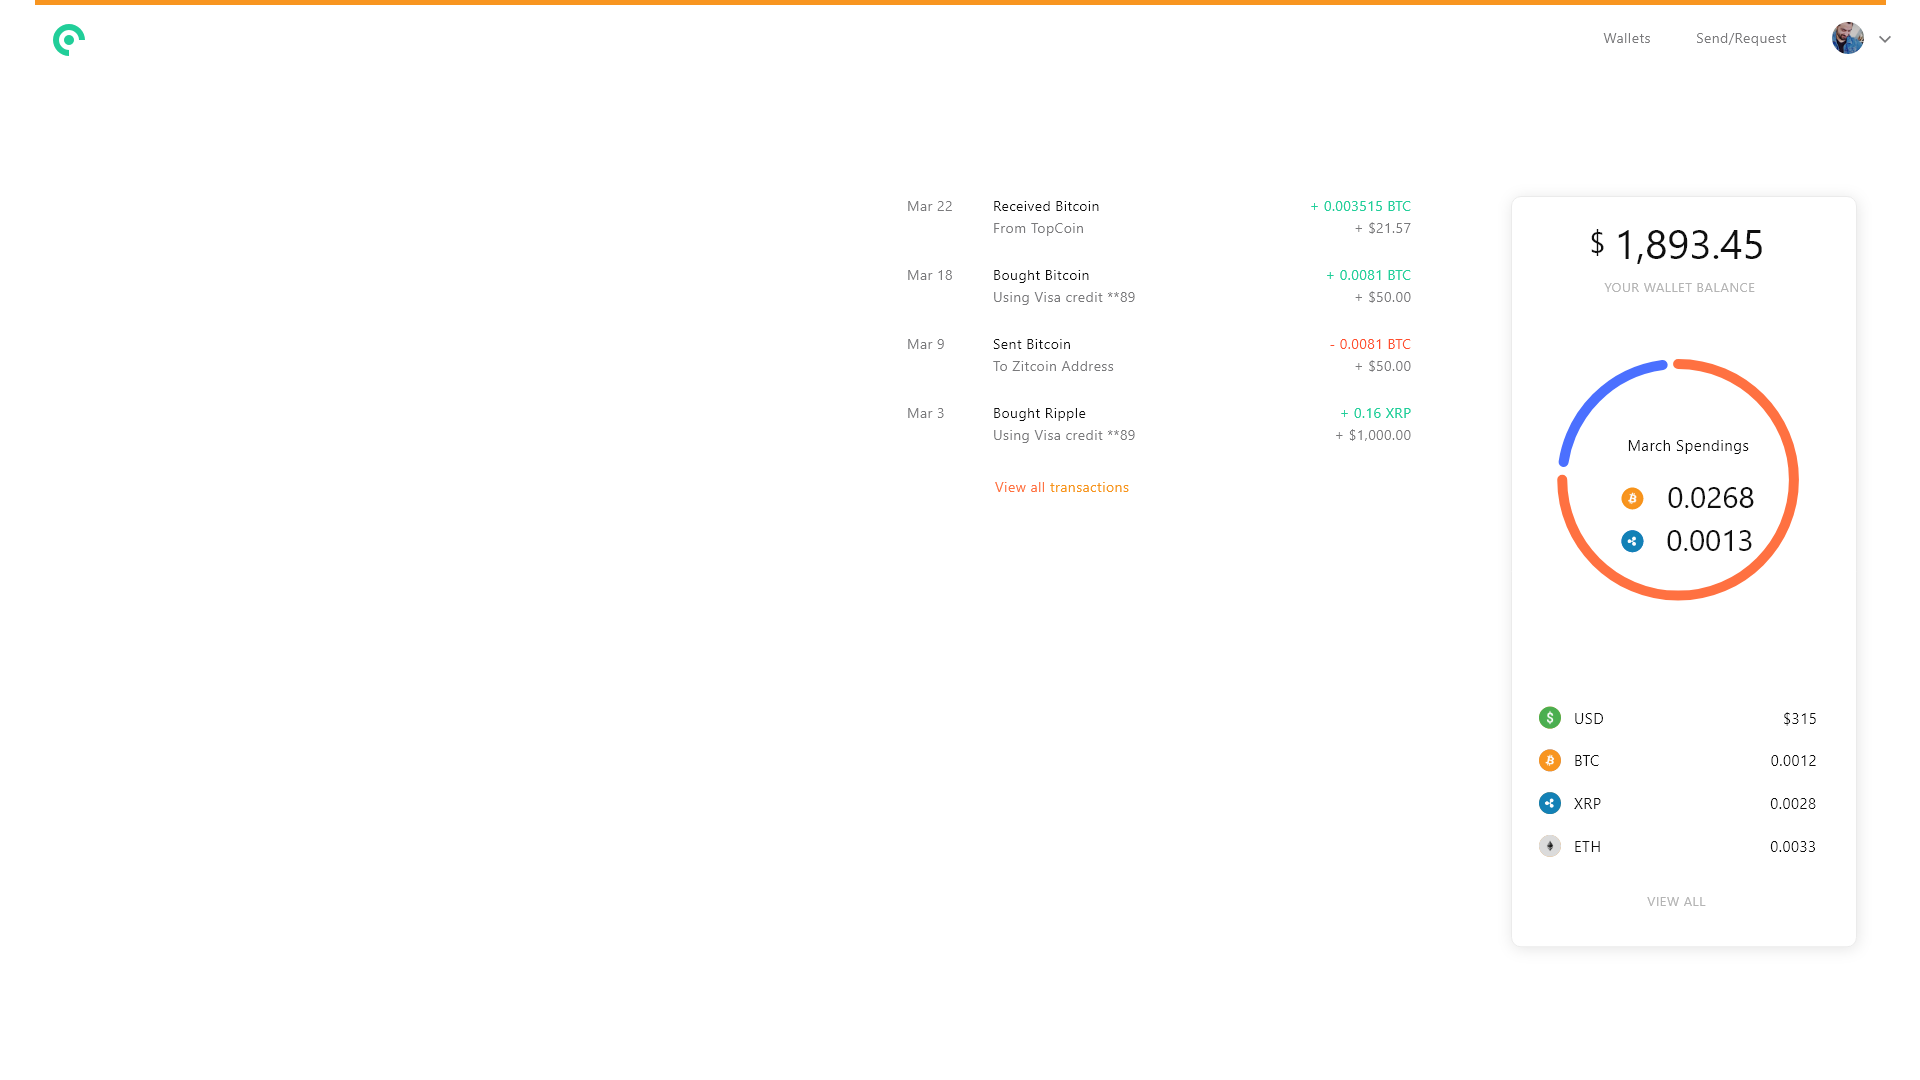 Wallets
Send/Request
Mar 22
Received Bitcoin
+ 0.003515 BTC
From TopCoin
+ $21.57
Mar 18
Bought Bitcoin
+ 0.0081 BTC
Using Visa credit **89
+ $50.00
Mar 9
Sent Bitcoin
- 0.0081 BTC
To Zitcoin Address
+ $50.00
Mar 3
Bought Ripple
+ 0.16 XRP
Using Visa credit **89
+ $1,000.00
View all transactions
$ 1,893.45
YOUR WALLET BALANCE
March Spendings
0.0268
0.0013
USD
$315
BTC
0.0012
XRP
0.0028
ETH
0.0033
VIEW ALL